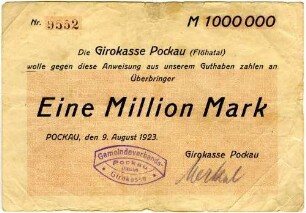 Nr. 9552 M 1000000
Die Girokasse Pockau (Flöhatal)
wolle gegen diese Anweisung aus unserem Guthaben zahlen an
Überbringer
Eine Million Mark
POCKAU, den 9. August 1923.
Gemeindeverbands-
Pockau
Girokasse
Girokasse Pockau
Merkel